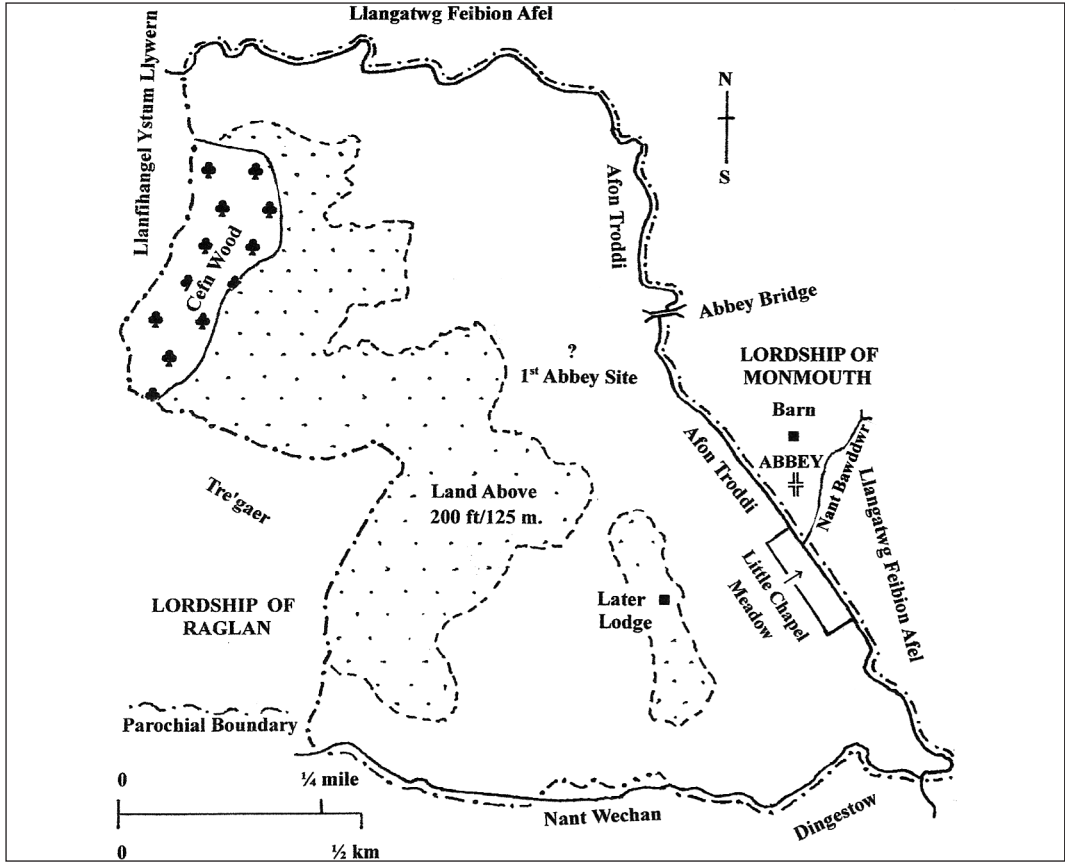 Llangatwg Feibion Afel
Llanfihangel Ystum Llywern
N
S
Afon Troddi
Cefn Wood
Abbey Bridge
?
1st Abbey Site
LORDSHIP OF
MONMOUTH
Barn
ABBEY
Nant Bawddwr
Afon Troddi
Llangatwg Feibion Afel
Tre'gaer
Land Above
200 ft/125 m.
Little Chapel
Meadow
Later
Lodge
LORDSHIP OF
RAGLAN
Parochial Boundary
0 ¼ mile
0 ½ km
Nant Wechan
Dingestow